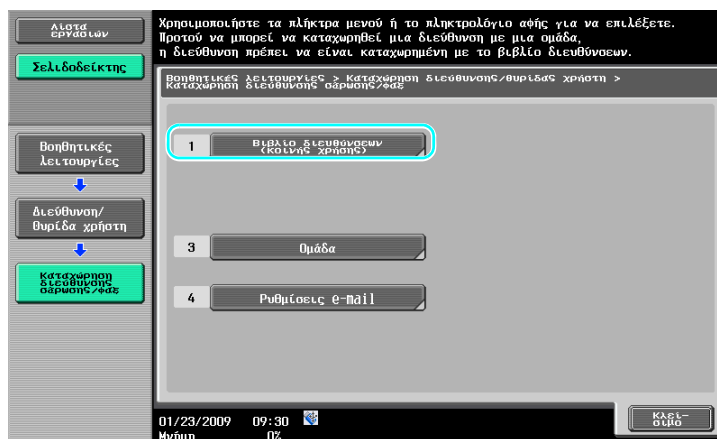 Λίστα
εργασιών
Χρησιμοποιήστε τα πλήκτρα μενού ή το πληκτρολόγιο αφής για να επιλέξετε.
Προτού να μπορεί να καταχωρηθεί μια διεύθυνση με μια ομάδα,
η διεύθυνση πρέπει να είναι καταχωρημένη με το βιβλίο διευθύνσεων.
Σελιδοδείκτης
Βοηθητικές λειτουργίες > Καταχώρηση διεύθυνσης/θυρίδας χρήστη >
Καταχώρηση διεύθυνσης σάρωσης/φαξ
Βοηθητικές
λειτουργίες
1
Βιβλίο διευθύνσεων
(κοινής χρήσης)
Διεύθυνση/
Θυρίδα χρήστη
3
Ομάδα
Καταχώρηση
διεύθυνσης
σάρωσης/φαξ
4
Ρυθμίσεις e-mail
01/23/2009 09:30
Μνήμη 0%
Κλεί-
σιμο